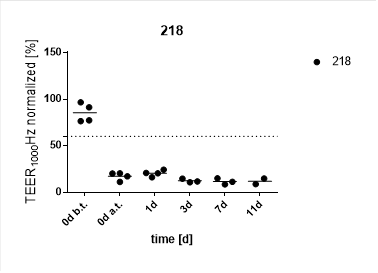 218
TEER1000Hz normalized [%]
150
100
50
0
0d b.t.
0d a.t.
1d
3d
7d
11d
time [d]
218